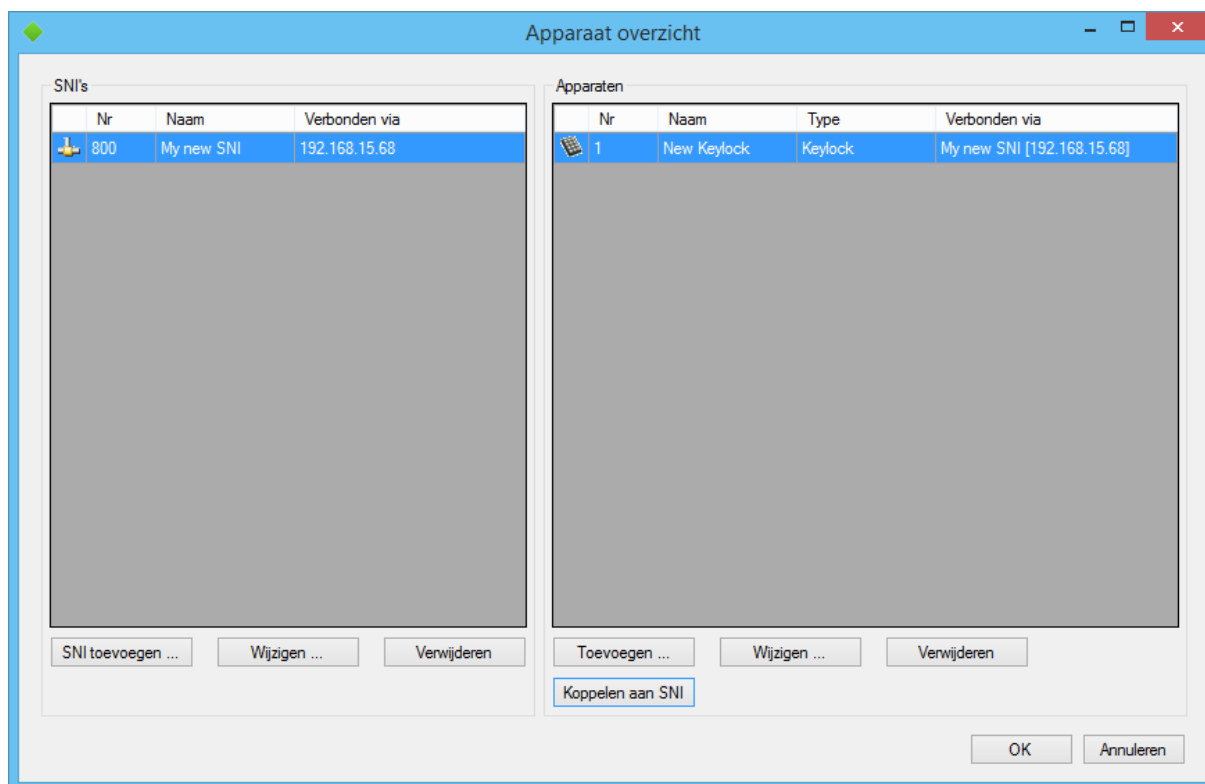 Apparaat overzicht
SNI's
Nr Naam Verbonden via
800 My new SNI 192.168.15.68
SNI toevoegen ... Wijzigen ... Verwijderen
Apparaten
Nr Naam Type Verbonden via
1 New Keylock Keylock My new SNI [192.168.15.68]
Toevoegen ... Wijzigen ... Verwijderen
Koppelen aan SNI
OK Annuleren